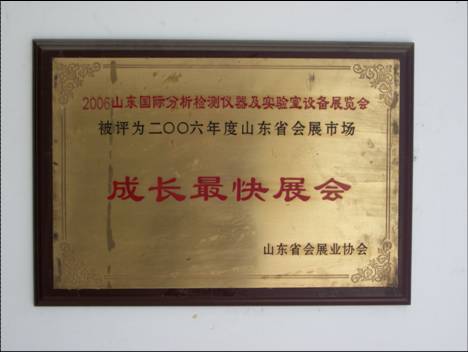 2006山东国际分析检测仪器及实验室设备展览会
被评为二〇〇六年度山东省会展市场
成长最快展会
山东省会展业协会